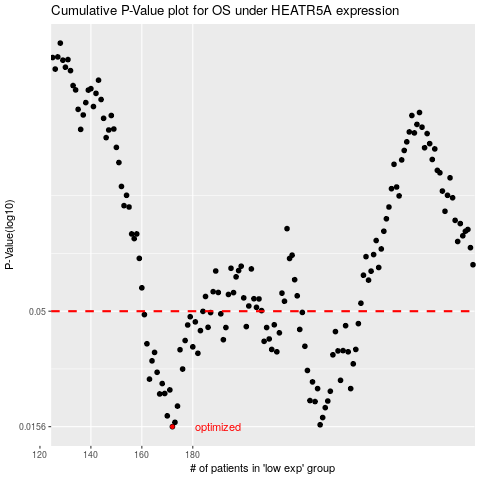 Cumulative P-Value plot for OS under HEATR5A expression
P-Value(log10)
0.05
0.0156
optimized
120 140 160 180
# of patients in 'low exp' group